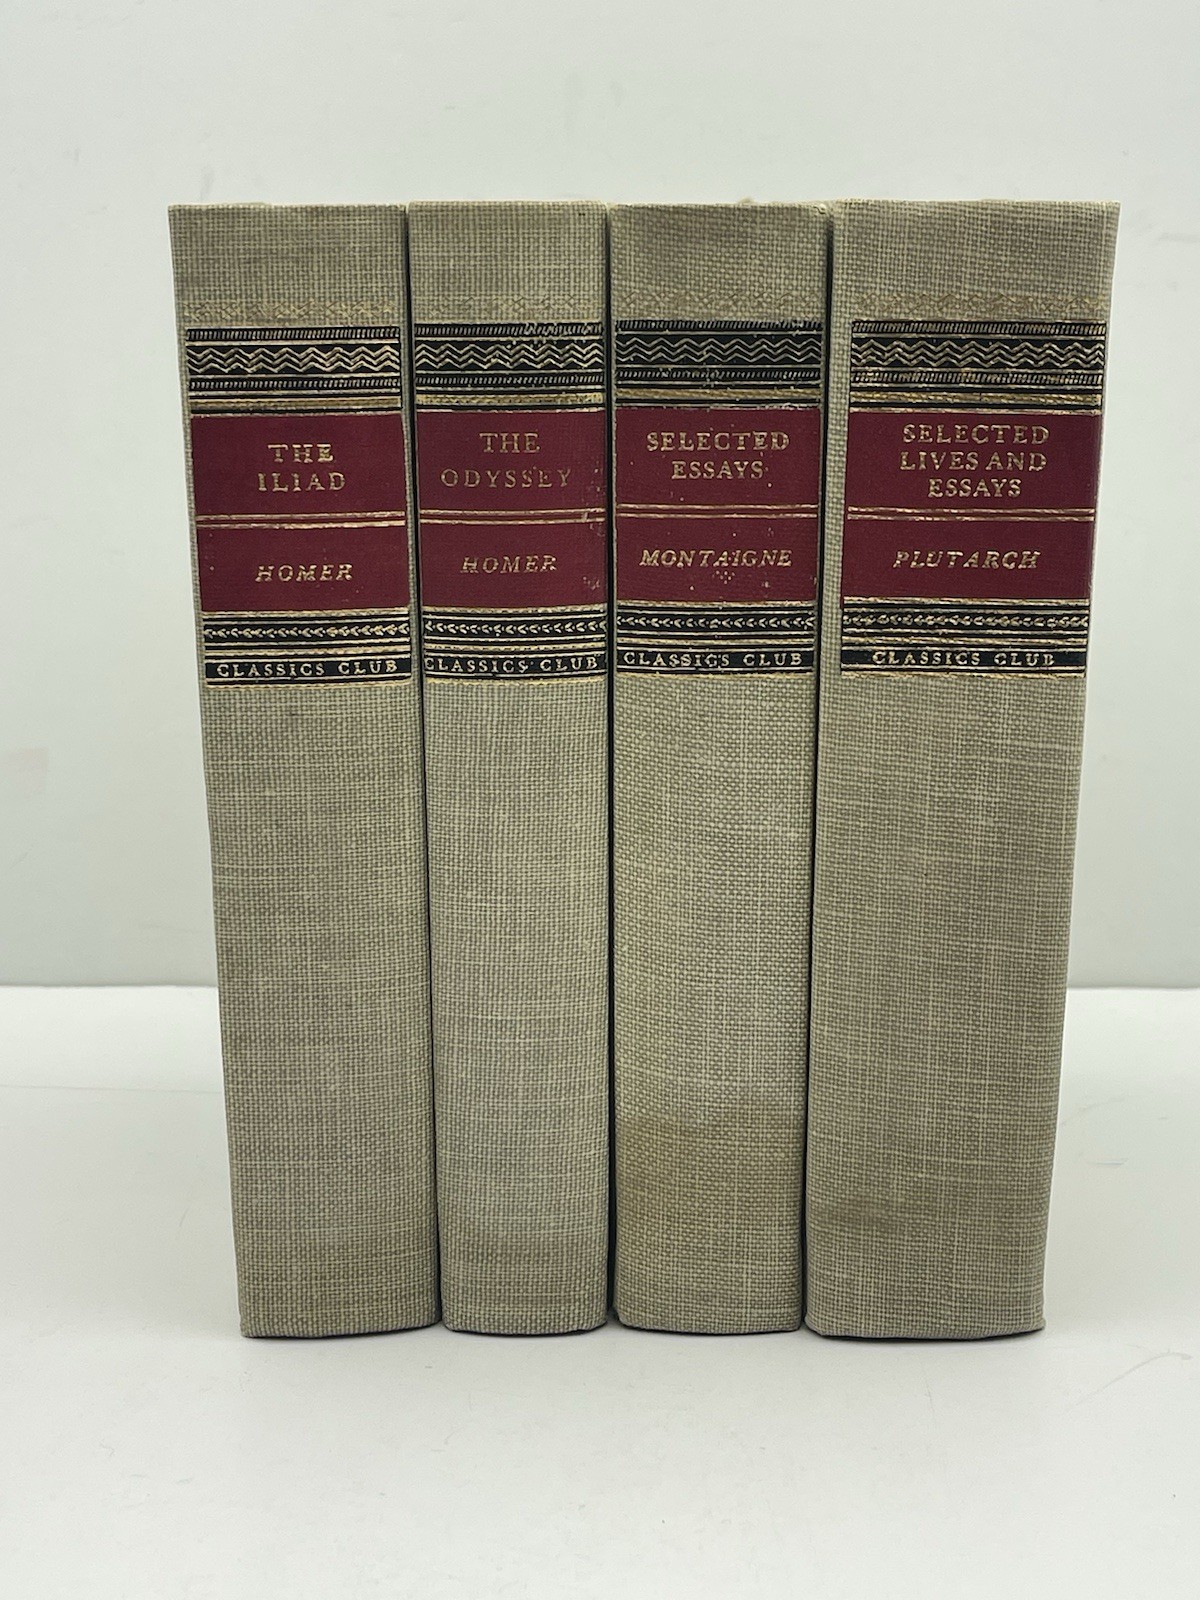 THE
ILIAD
HOMER
CLASSICS CLUB
THE
ODYSSEY
HOMER
CLASSICS CLUB
SELECTED
ESSAYS
MONTAIGNE
CLASSICS CLUB
SELECTED
LIVES AND
ESSAYS
PLUTARCH
CLASSICS CLUB